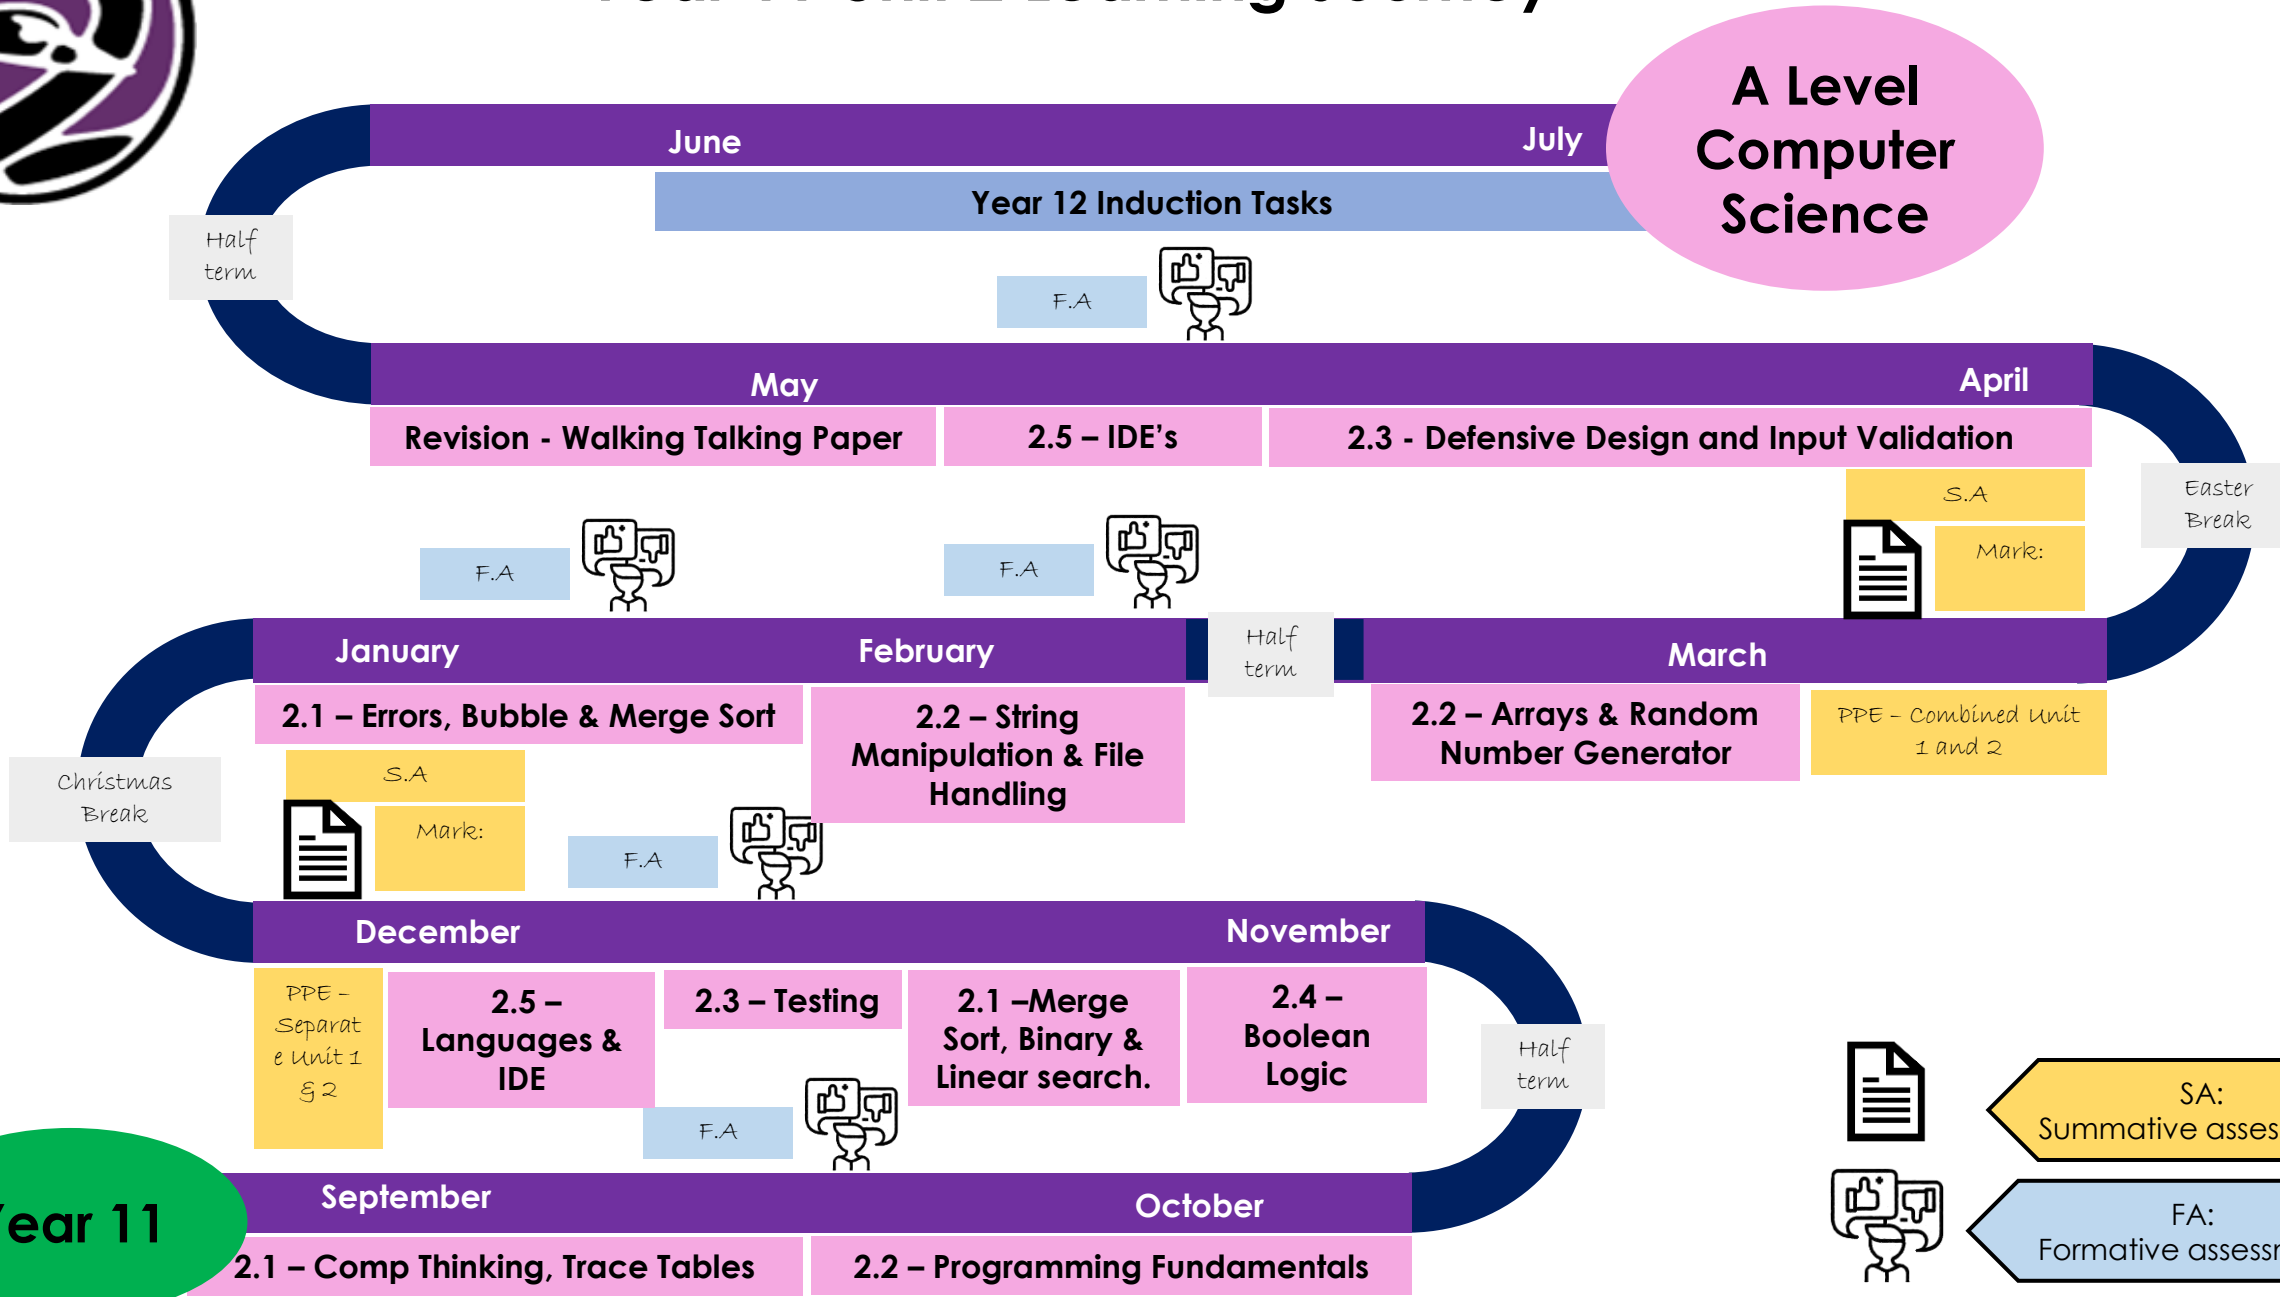 June
July
A Level
Computer
Science
Year 12 Induction Tasks
Half
term
F.A
May
April
Revision - Walking Talking Paper
2.5 – IDE's
2.3 - Defensive Design and Input Validation
S.A
Mark:
Easter
Break
F.A
F.A
January
February
Half
term
March
2.1 – Errors, Bubble & Merge Sort
2.2 – String
Manipulation & File
Handling
2.2 – Arrays & Random
Number Generator
PPE – Combined Unit
1 and 2
Christmas
Break
S.A
Mark:
F.A
December
November
PPE –
Separat
e Unit 1
& 2
2.5 –
Languages &
IDE
2.3 – Testing
2.1 –Merge
Sort, Binary &
Linear search.
2.4 –
Boolean
Logic
Half
term
F.A
SA:
Summative asses
FA:
Formative assess
Year 11
September
October
2.1 – Comp Thinking, Trace Tables
2.2 – Programming Fundamentals